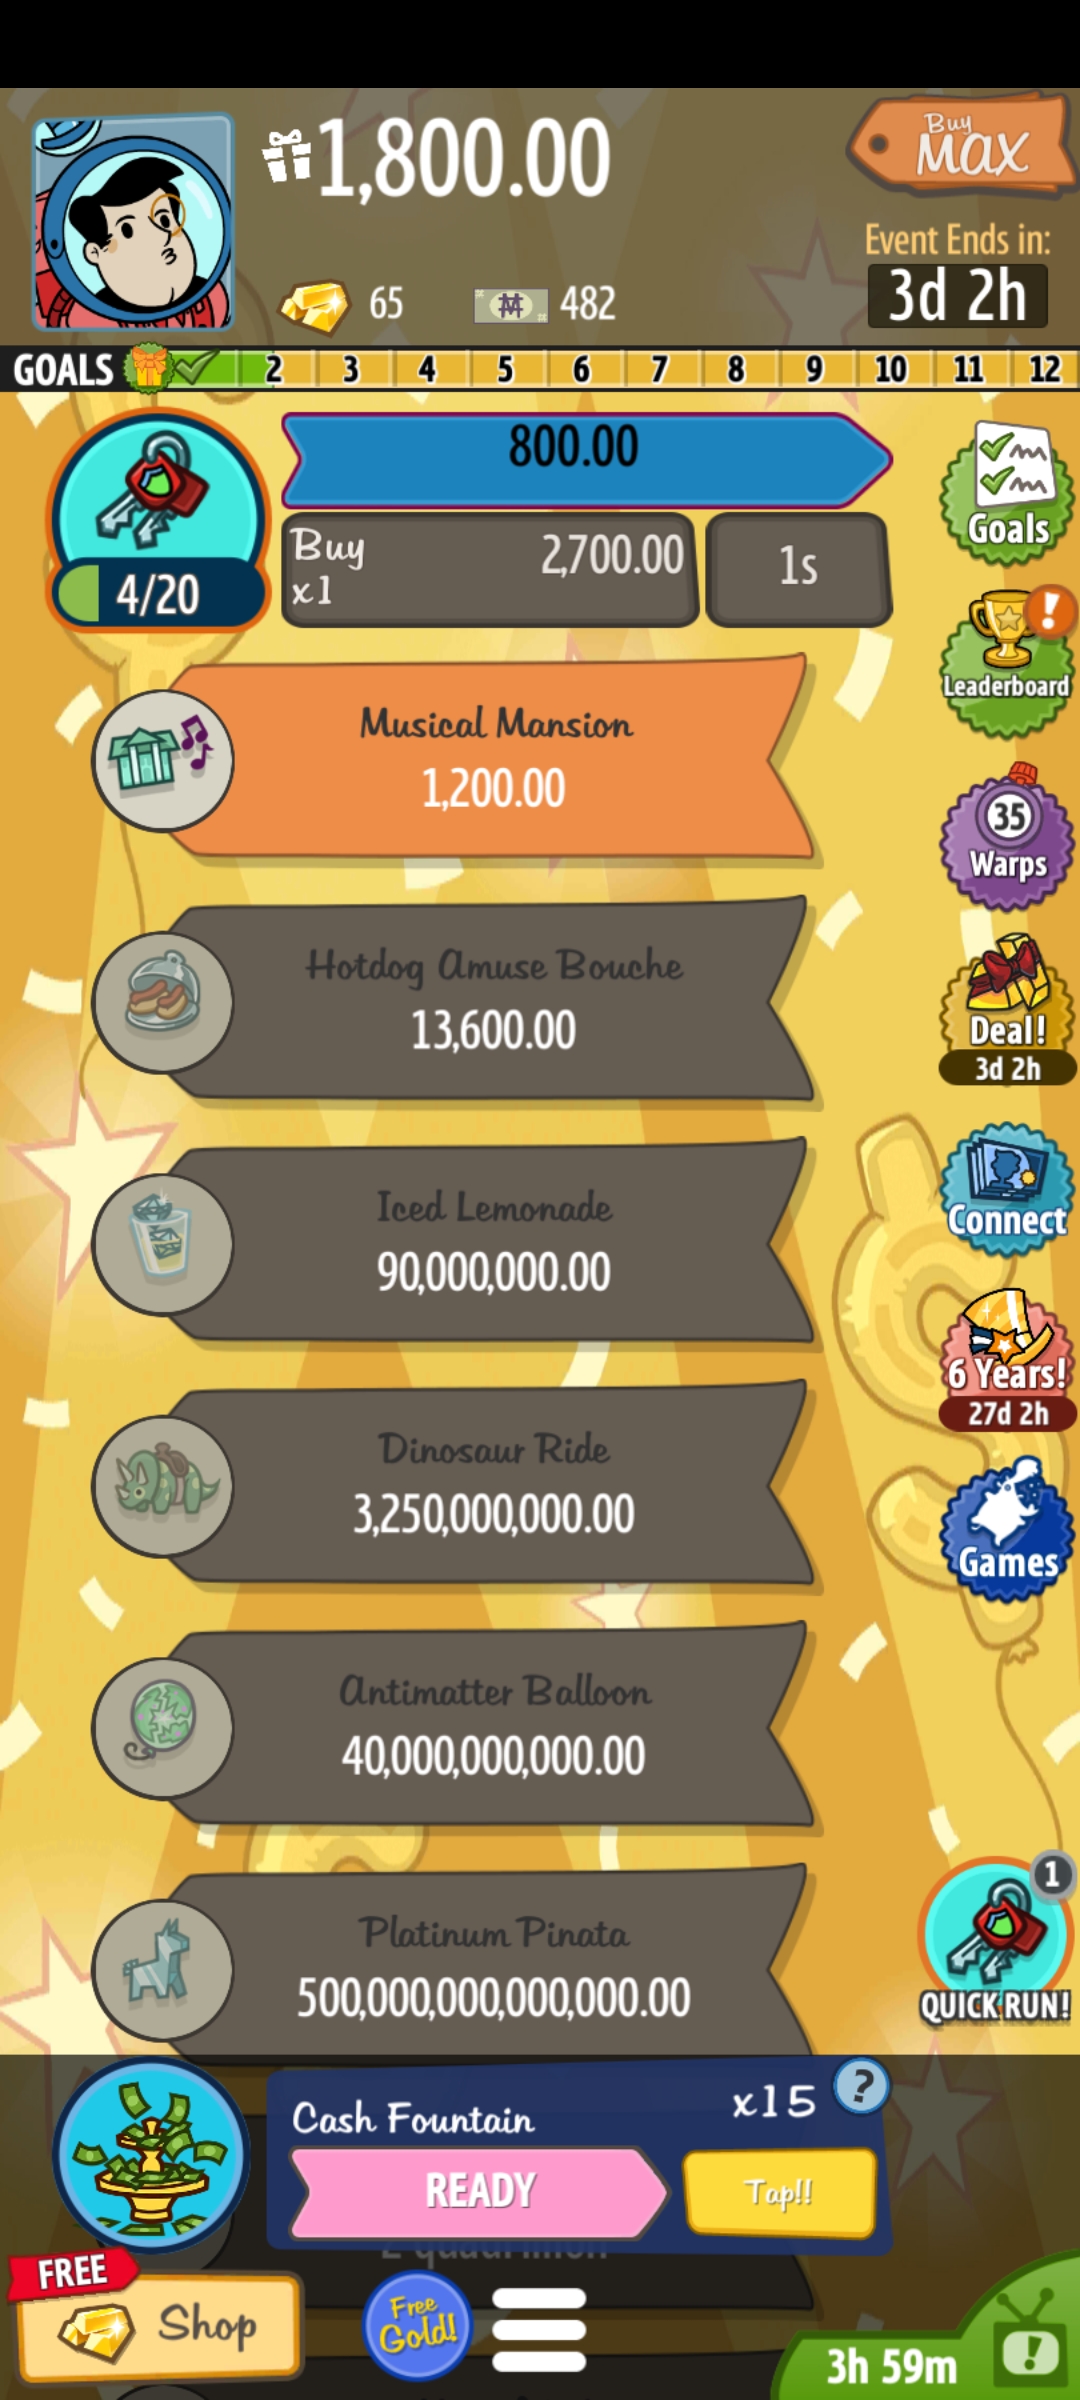 1,800.00
Buy
MAX
65
482
Event Ends in:
3d 2h
GOALS 2 3 4 5 6 7 8 9 10 11 12
800.00
4/20
Buy
x1
2,700.00
1s
Goals
Leaderboard
!
Musical Mansion
1,200.00
35
Warps
Hotdog Amuse Bouche
13,600.00
Deal!
3d 2h
Iced Lemonade
90,000,000.00
Connect
Dinosaur Ride
3,250,000,000.00
6 Years!
27d 2h
Games
Antimatter Balloon
40,000,000,000.00
Platinum Pinata
500,000,000,000,000.00
1
QUICK RUN!
Cash Fountain
x15
?
READY
Tap!!
FREE
Shop
Free
Gold!
3h 59m
!